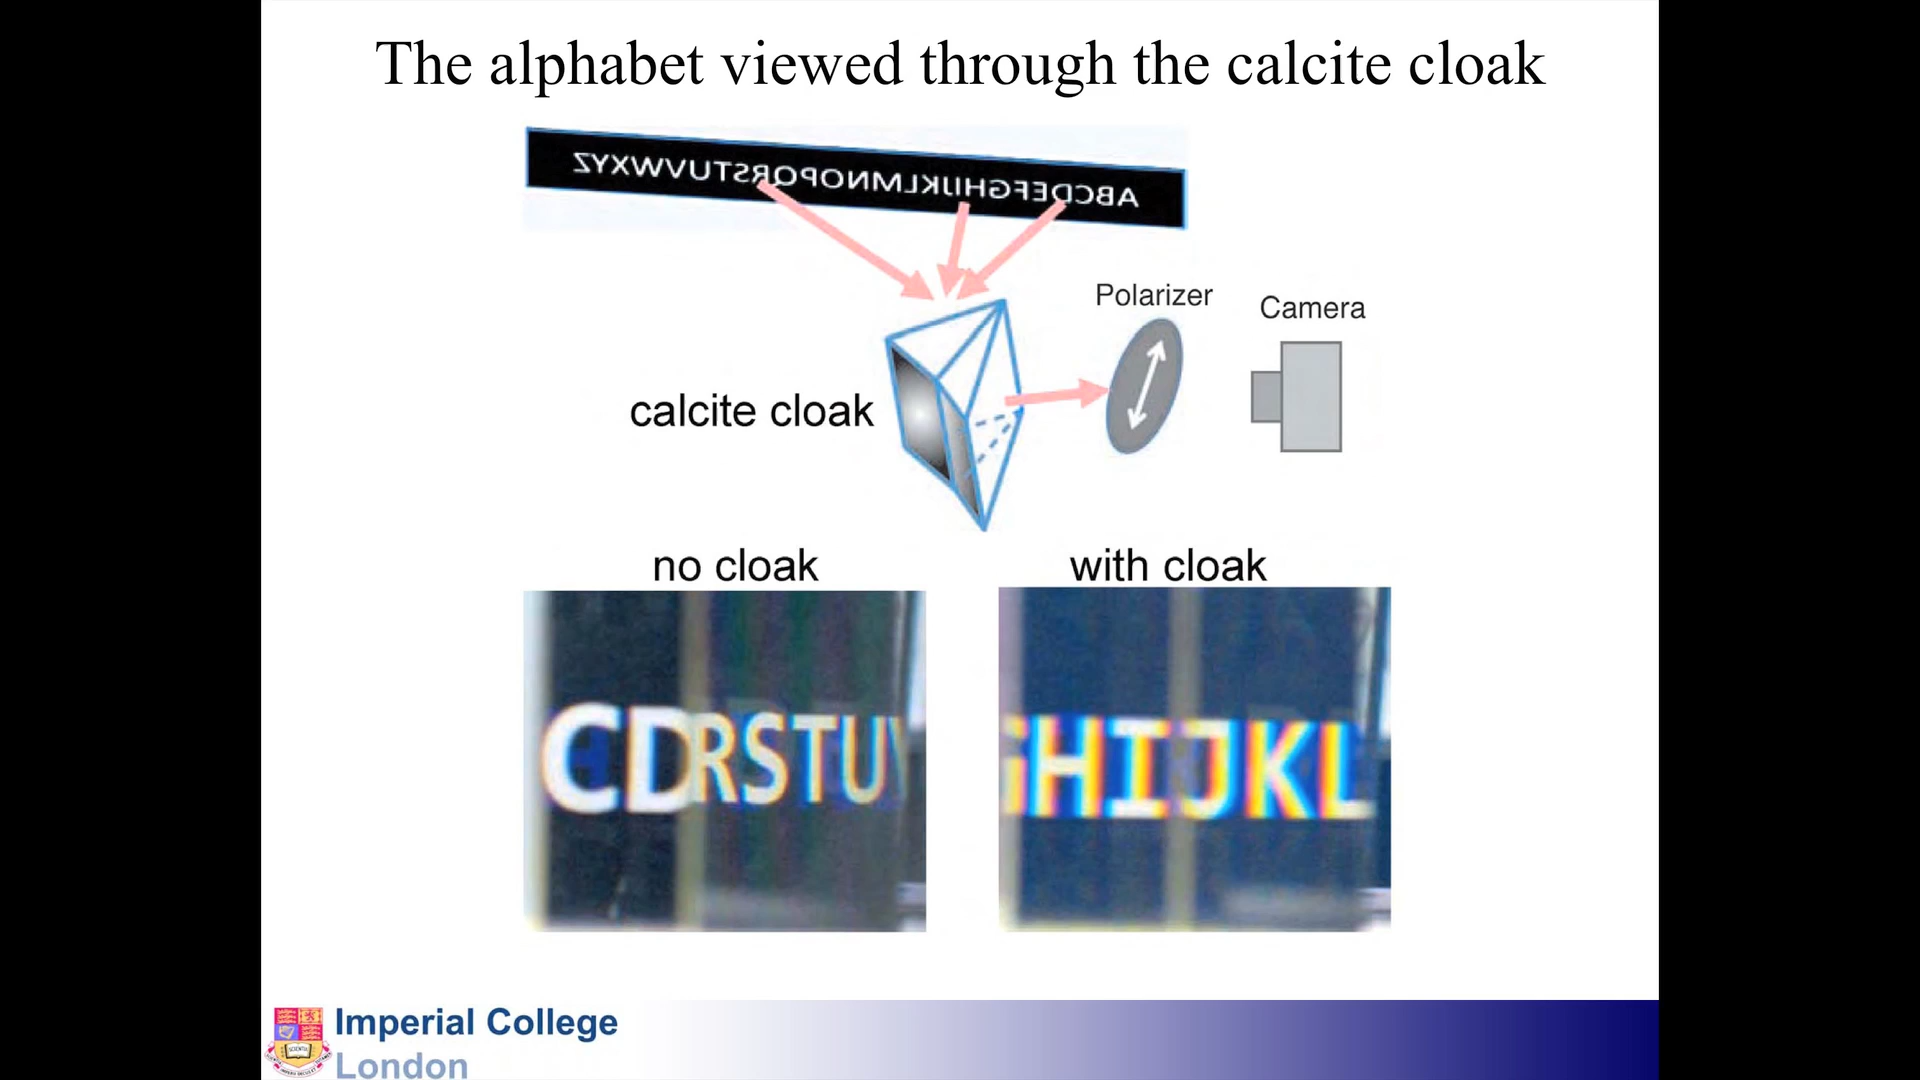 The alphabet viewed through the calcite cloak
ZYXWVUTSRQPONMLKJIHGFEDCBA
Polarizer
Camera
calcite cloak
no cloak
with cloak
CDRSTU
HIJKL
Imperial College
London